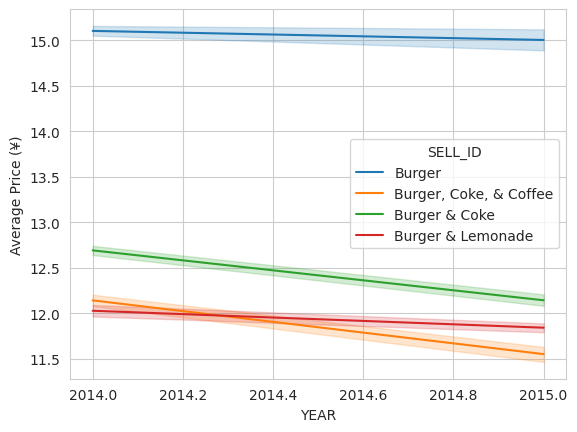 15.0
14.5
14.0
13.5
13.0
12.5
12.0
11.5
Average Price (¥)
SELL_ID
Burger
Burger, Coke, & Coffee
Burger & Coke
Burger & Lemonade
2014.0 2014.2 2014.4 2014.6 2014.8 2015.0
YEAR